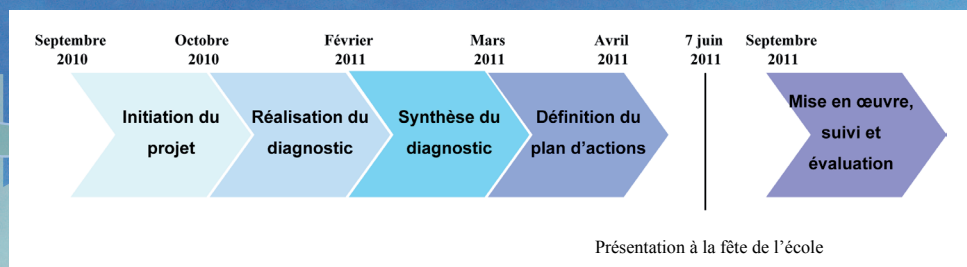 Septembre
2010
Octobre
2010
Février
2011
Mars
2011
Avril
2011
7 juin
2011
Septembre
2011
Initiation du
projet
Réalisation du
diagnostic
Synthèse du
diagnostic
Définition du
plan d’actions
Mise en œuvre,
suivi et
évaluation
Présentation à la fête de l’école